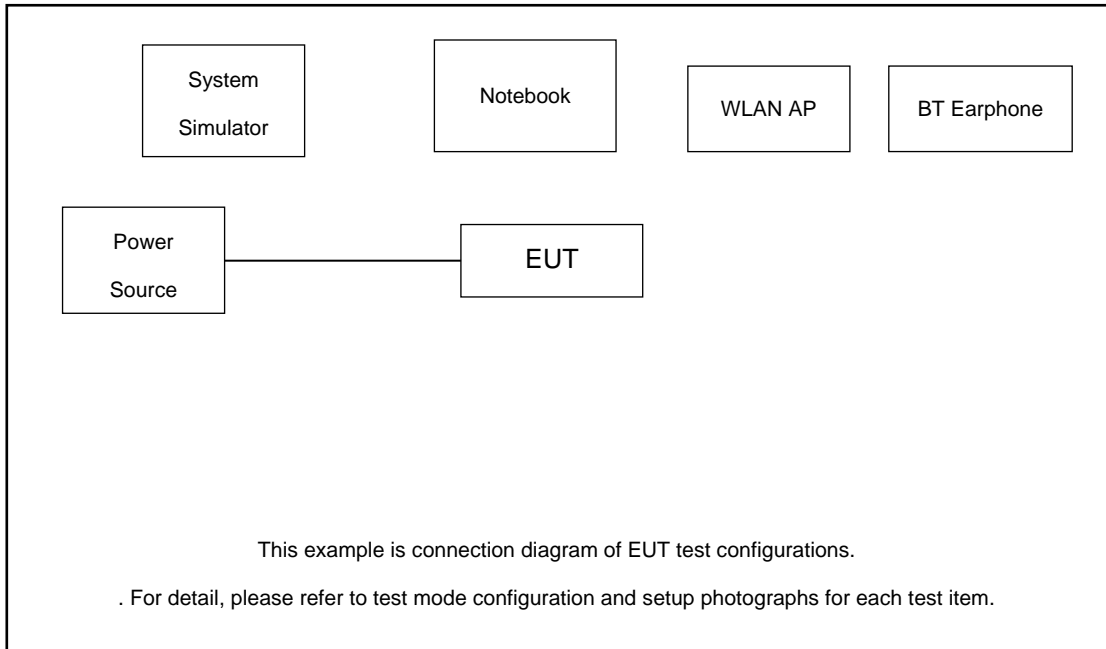 System
Simulator
Notebook
WLAN AP
BT Earphone
Power
Source
EUT
This example is connection diagram of EUT test configurations.
. For detail, please refer to test mode configuration and setup photographs for each test item.